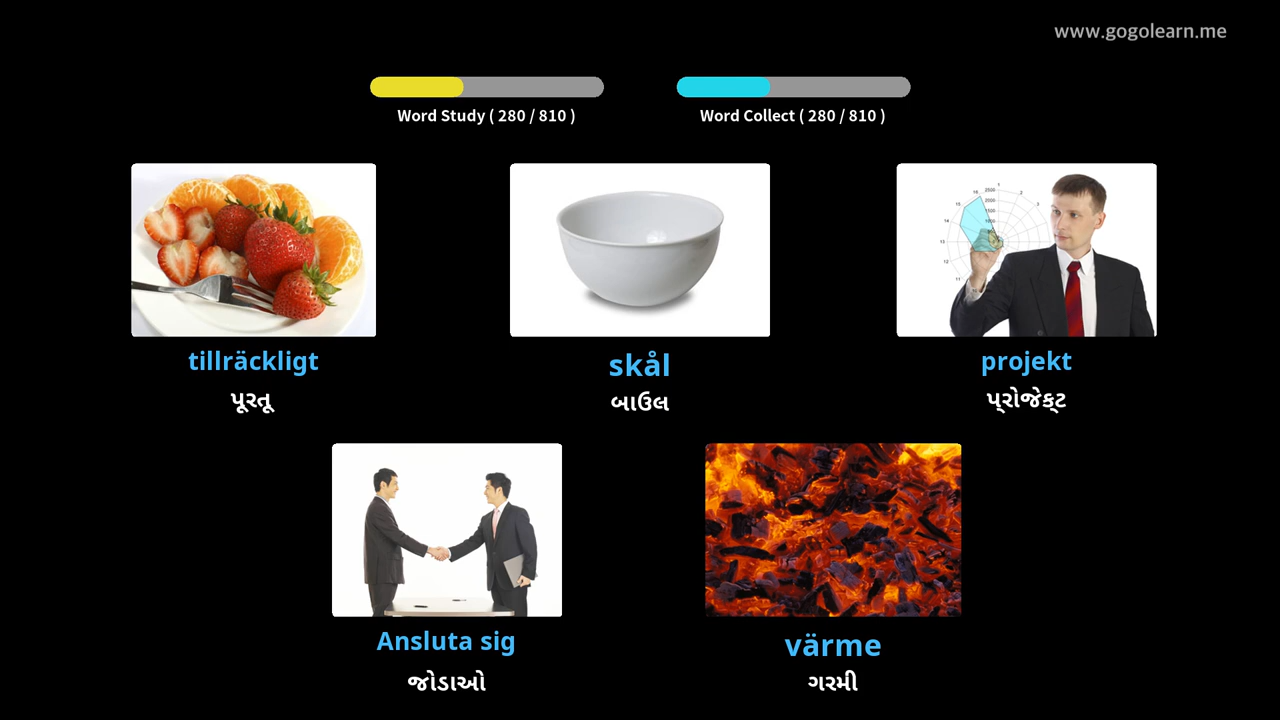 www.gogolearn.me
Word Study ( 280 / 810 )
Word Collect ( 280 / 810 )
tillräckligt
પૂરતૂ
skål
બાઉલ
projekt
પ્રોજેક્ટ
Ansluta sig
જોડાઓ
värme
ગરમી